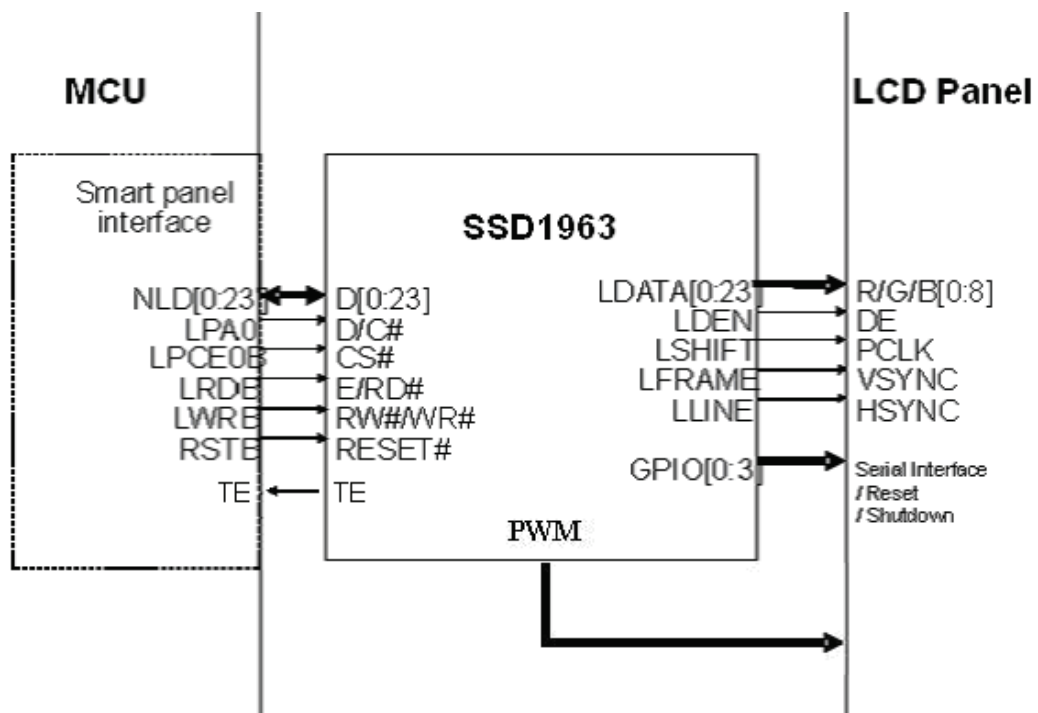 MCU
LCD Panel
Smart panel
interface
SSD1963
NLD[0:23]
LPA0
LPCE0B
LRDB
LWRB
RSTB
TE
D[0:23]
D/C#
CS#
E/RD#
RW#/WR#
RESET#
TE
LDATA[0:23]
LDEN
LSHIFT
LFRAME
LLINE
GPIO[0:3]
PWM
R/G/B[0:8]
DE
PCLK
VSYNC
HSYNC
Serial Interface
/ Reset
/ Shutdown